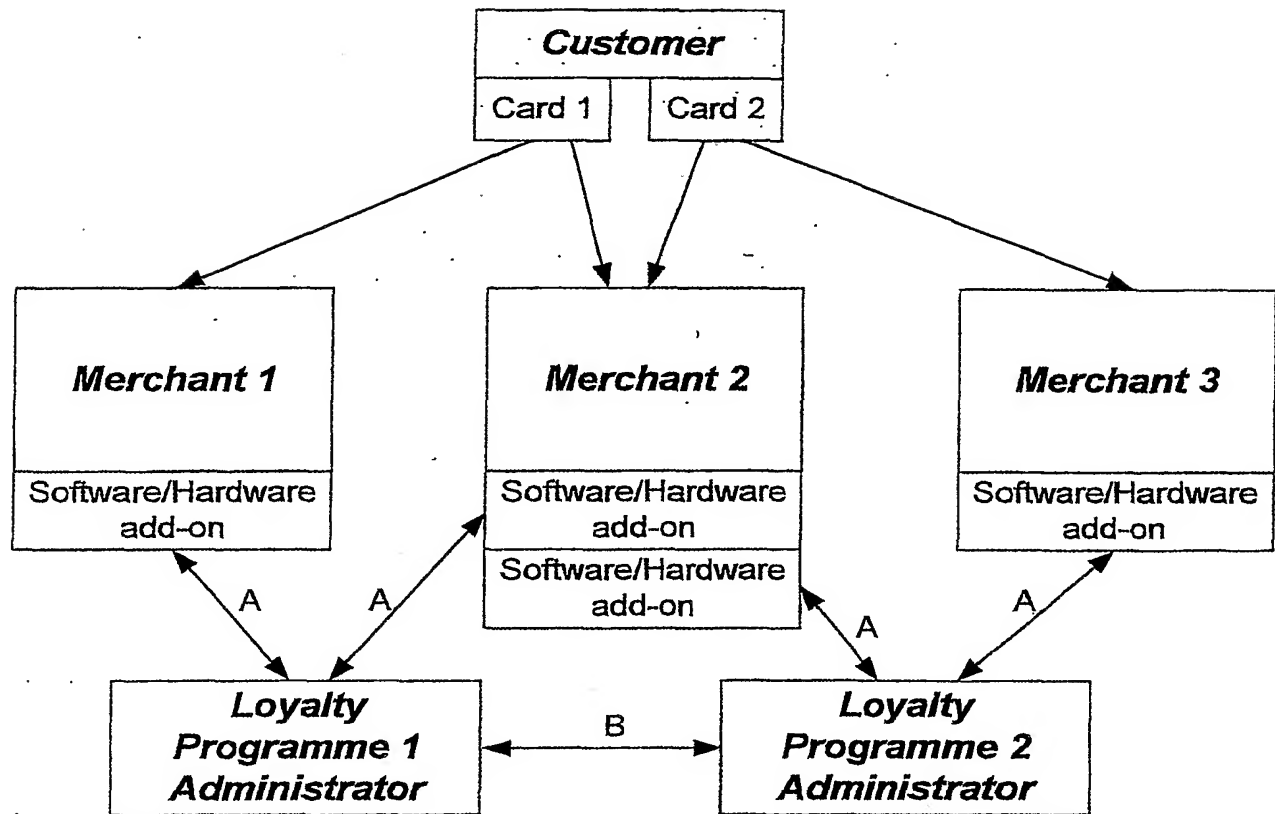 Customer
Card 1
Card 2
Merchant 1
Merchant 2
Merchant 3
Software/Hardware
add-on
Software/Hardware
add-on
Software/Hardware
add-on
Software/Hardware
add-on
A
A
A
A
Loyalty
Programme 1
Administrator
B
Loyalty
Programme 2
Administrator